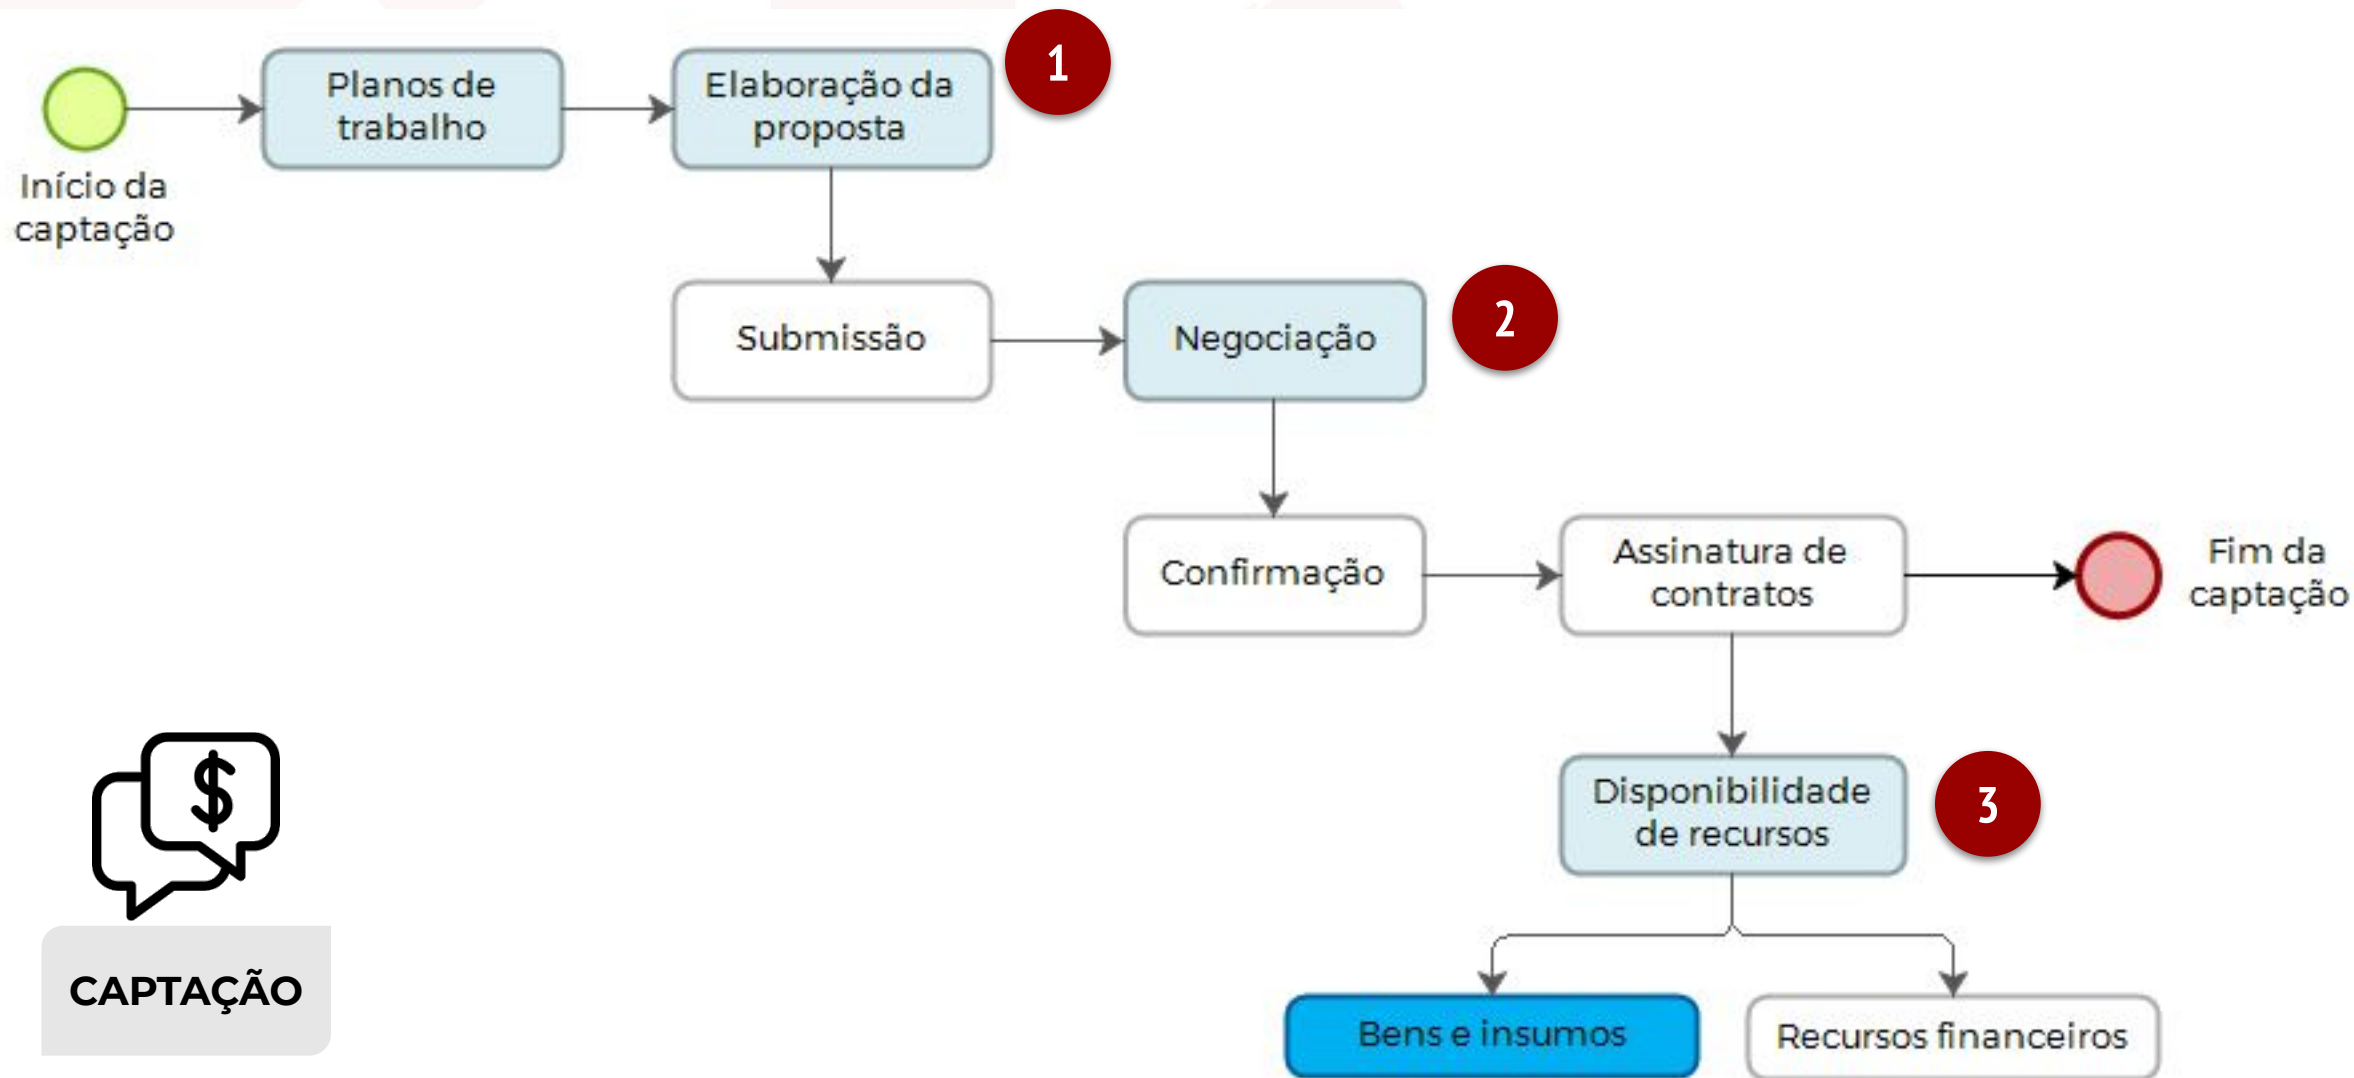 Início da
captação
Planos de
trabalho
Elaboração da
proposta
1
Submissão
Negociação
2
Confirmação
Assinatura de
contratos
Fim da
captação
Disponibilidade
de recursos
3
Bens e insumos
Recursos financeiros
$
CAPTAÇÃO